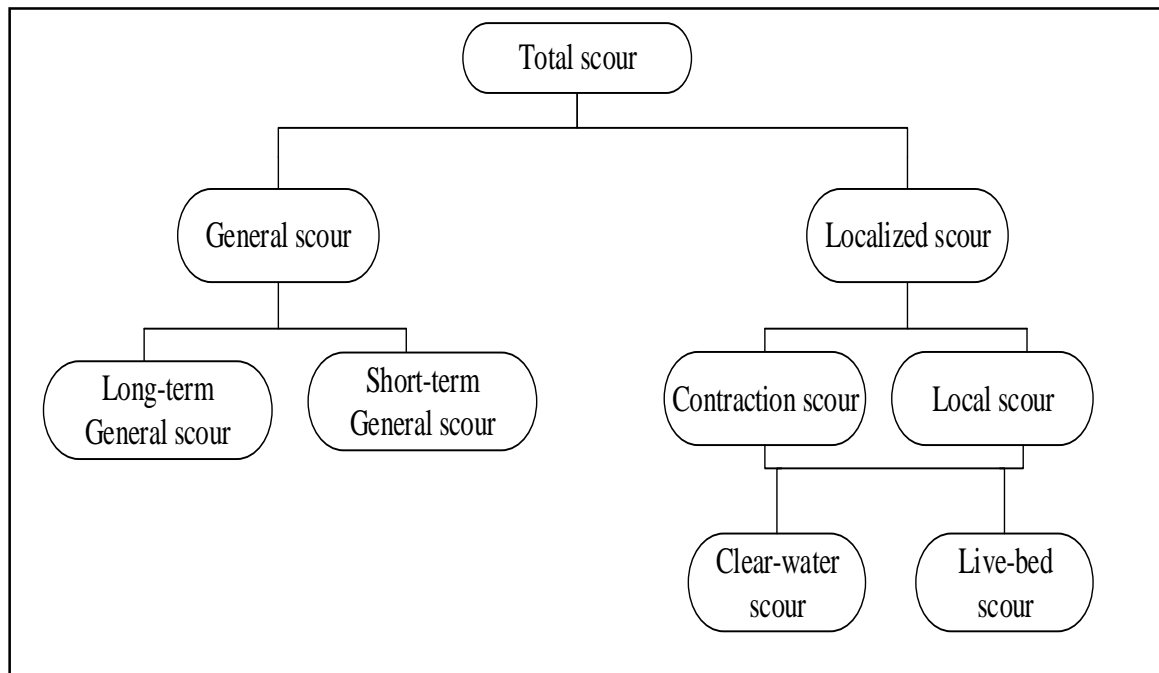 Total scour
General scour
Localized scour
Long-term
General scour
Short-term
General scour
Contraction scour
Local scour
Clear-water
scour
Live-bed
scour